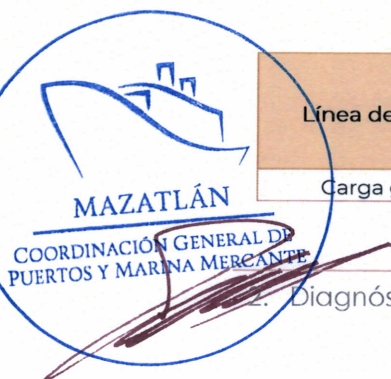 Línea de
Carga
MAZATLÁN
COORDINACIÓN GENERAL DE
PUERTOS Y MARINA MERCANTE
2. Diagnós